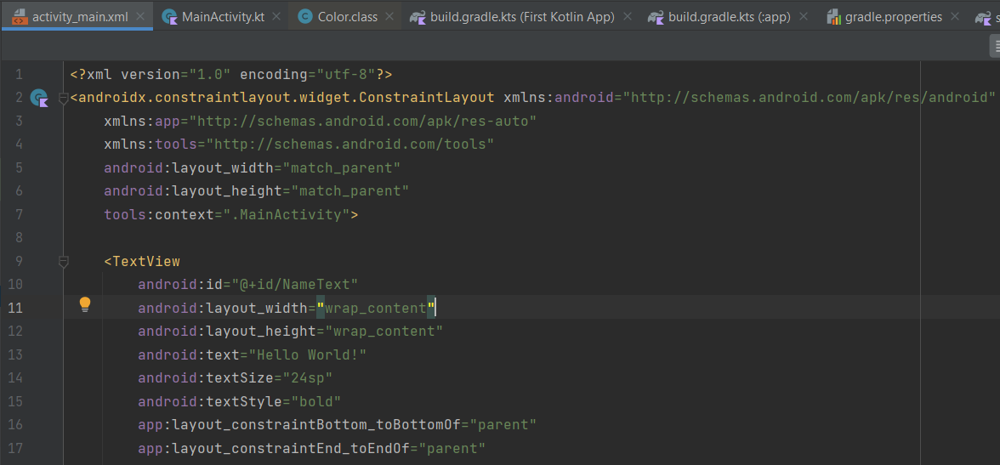 activity_main.xml
MainActivity.kt
Color.class
build.gradle.kts (First Kotlin App)
build.gradle.kts (:app)
gradle.properties
s
1 <?xml version="1.0" encoding="utf-8"?>
2 <androidx.constraintlayout.widget.ConstraintLayout xmlns:android="http://schemas.android.com/apk/res/android"
3 xmlns:app="http://schemas.android.com/apk/res-auto"
4 xmlns:tools="http://schemas.android.com/tools"
5 android:layout_width="match_parent"
6 android:layout_height="match_parent"
7 tools:context=".MainActivity">
8
9 <TextView
10 android:id="@+id/NameText"
11 android:layout_width="wrap_content"
12 android:layout_height="wrap_content"
13 android:text="Hello World!"
14 android:textSize="24sp"
15 android:textStyle="bold"
16 app:layout_constraintBottom_toBottomOf="parent"
17 app:layout_constraintEnd_toEndOf="parent"